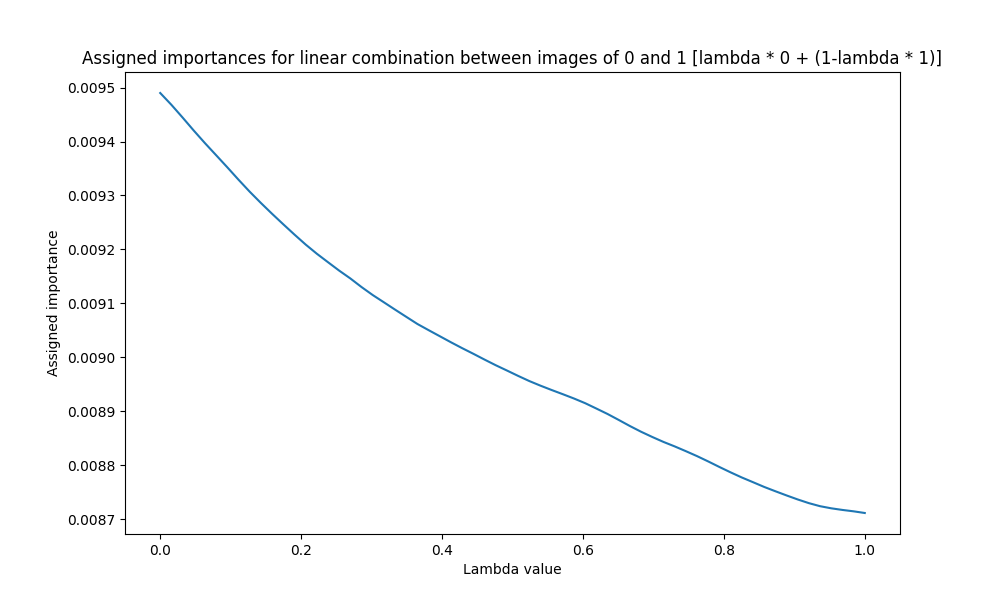 Assigned importances for linear combination between images of 0 and 1 [lambda * 0 + (1-lambda * 1)]
0.0095
0.0094
0.0093
0.0092
0.0091
0.0090
0.0089
0.0088
0.0087
Assigned importance
0.0 0.2 0.4 0.6 0.8 1.0
Lambda value